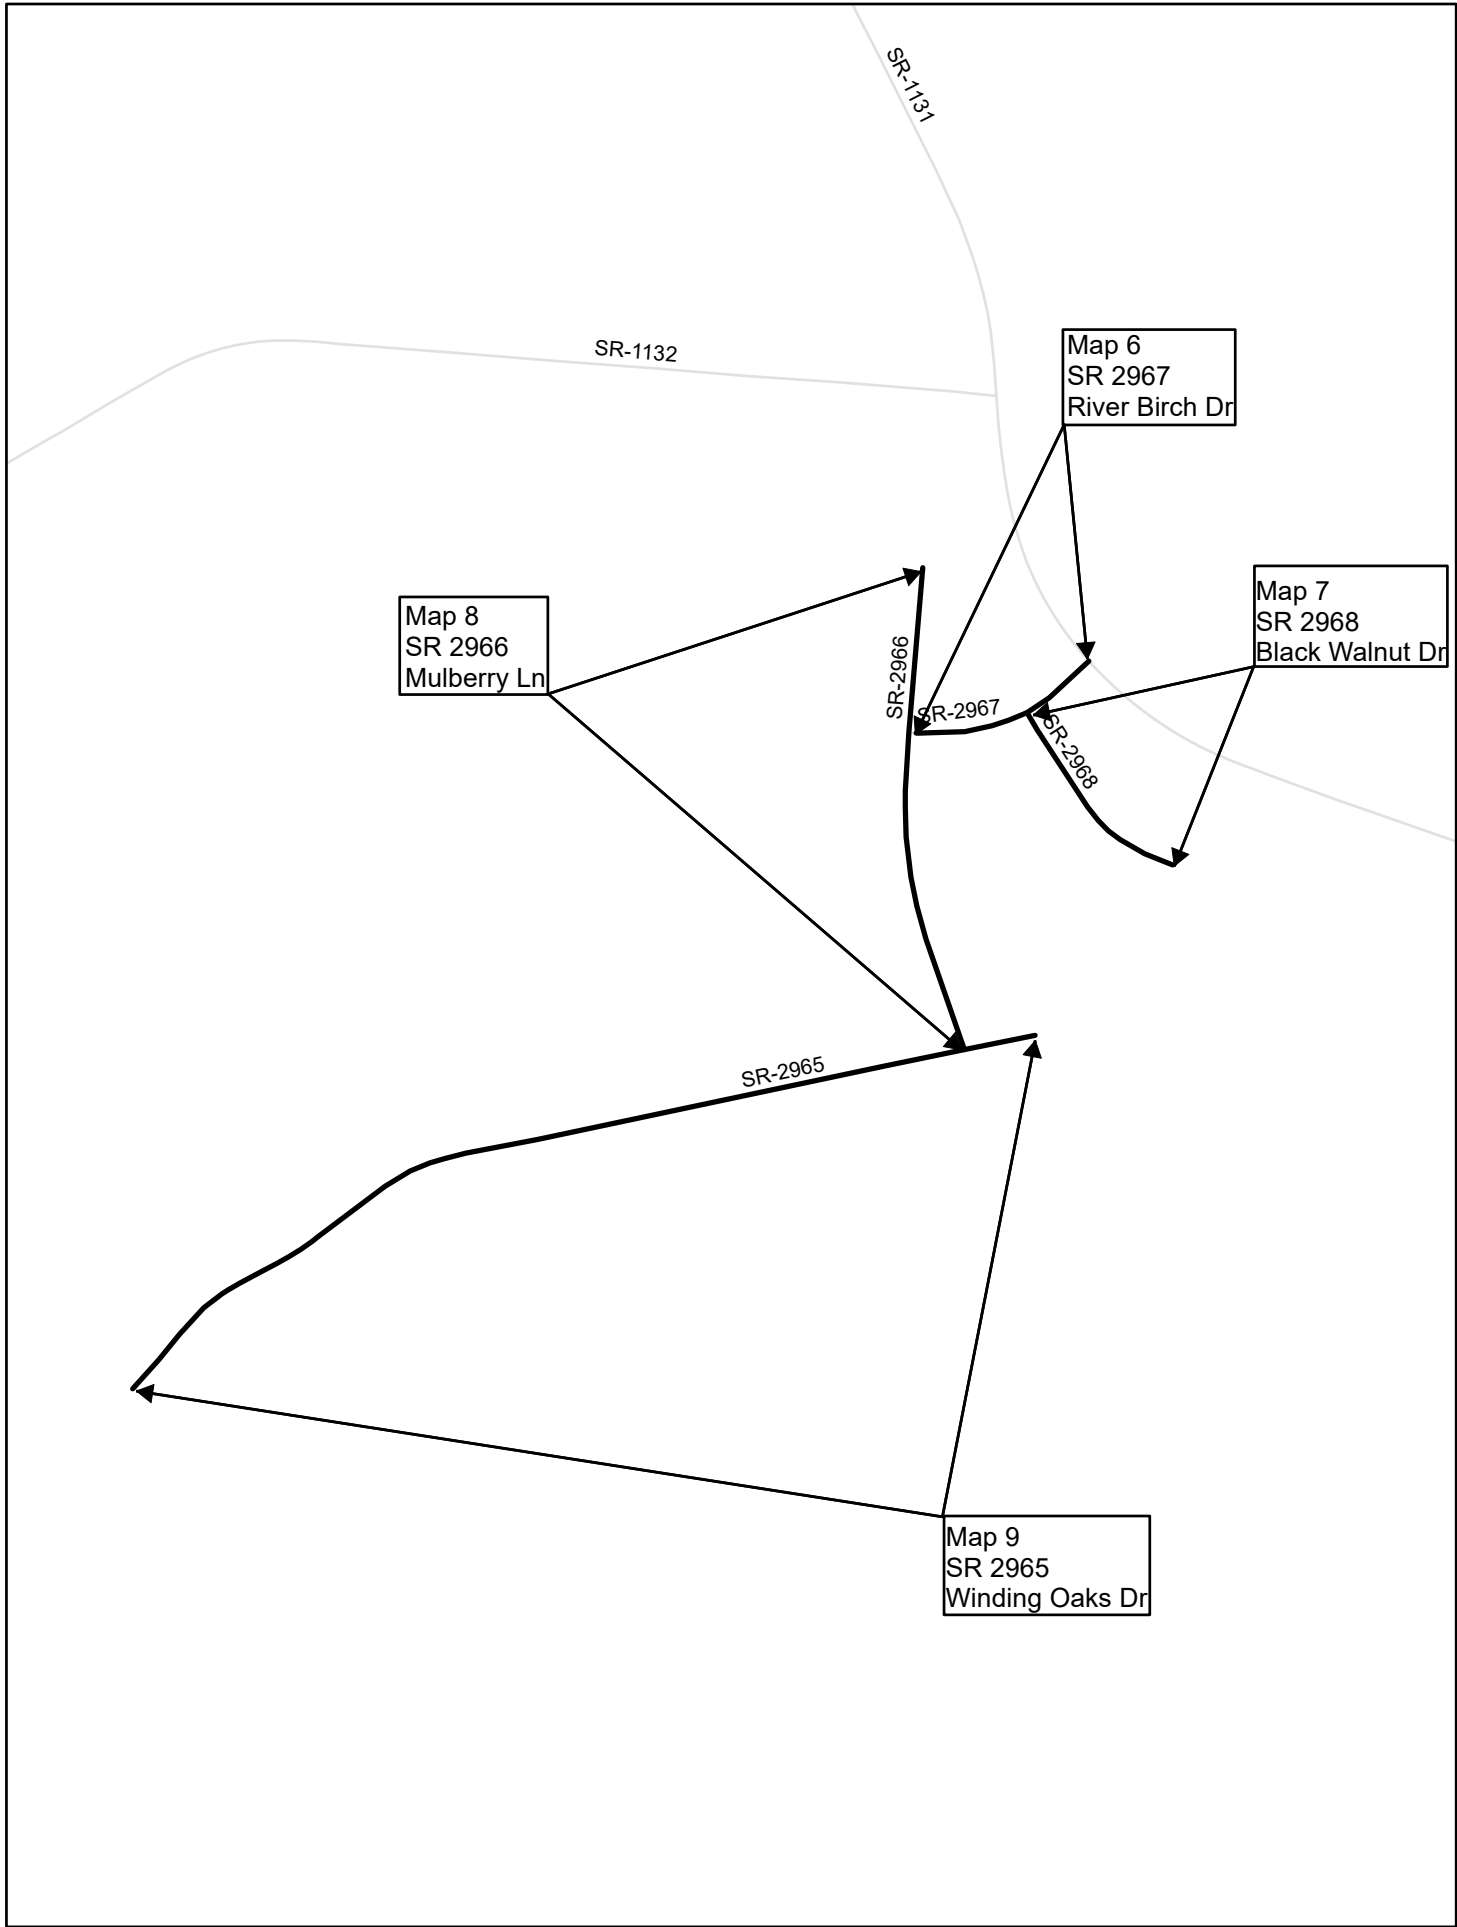 SR-1131
SR-1132
Map 6
SR 2967
River Birch Dr
Map 7
SR 2968
Black Walnut Dr
Map 8
SR 2966
Mulberry Ln
SR-2966
SR-2967
SR-2968
SR-2965
Map 9
SR 2965
Winding Oaks Dr